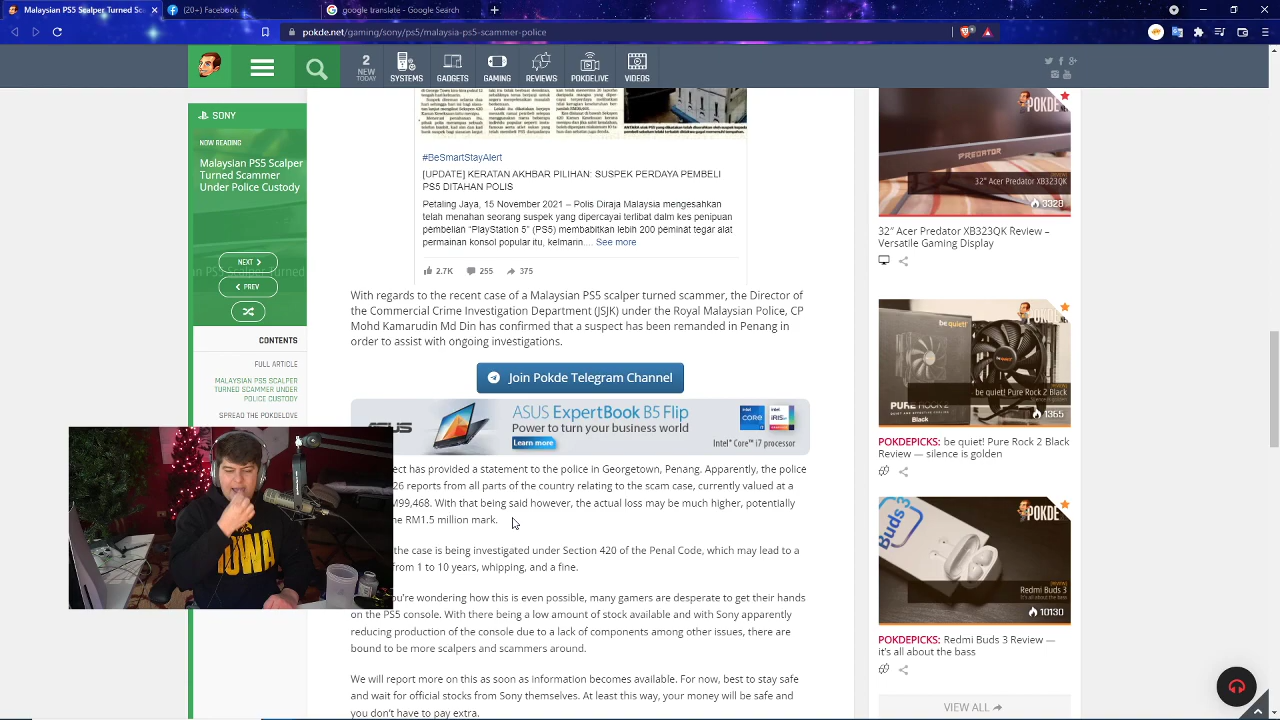 Malaysian PS5 Scalper Turned Sc
(20+) Facebook
pokde.net/gaming/sony/ps5/malaysia-ps5-scammer-police
2
NEW
TODAY
SYSTEMS
GADGETS
GAMING
REVIEWS
POKDELIVE
VIDEOS
SONY
NOW READING
Malaysian PS5 Scalper
Turned Scammer
Under Police Custody
NEXT
PREV
CONTENTS
FULL ARTICLE
MALAYSIAN PS5 SCALPER
TURNED SCAMMER UNDER
POLICE CUSTODY
SPREAD THE POKDELOVE
#BeSmartStayAlert
[UPDATE] KERATAN AKHBAR PILIHAN: SUSPEK PERDAYA PEMBELI
PS5 DITAHAN POLIS
Petaling Jaya, 15 November 2021 – Polis Diraja Malaysia mengesahkan
telah menahan seorang suspek yang dipercayai terlibat dalm kes penipuan
pembelian "PlayStation 5" (PS5) membabitkan lebih 200 peminat tegar alat
permainan konsol popular itu, kelmarin.... See more
2.7K 255 375
With regards to the recent case of a Malaysian PS5 scalper turned scammer, the Director of
the Commercial Crime Investigation Department (JSJK) under the Royal Malaysian Police, CP
Mohd Kamarudin Md Din has confirmed that a suspect has been remanded in Penang in
order to assist with ongoing investigations.
Join Pokde Telegram Channel
ASUS ExpertBook B5 Flip
Power to turn your business world
Learn more
Intel® Core™ i7 processor
has provided a statement to the police in Georgetown, Penang. Apparently, the police
26 reports from all parts of the country relating to the scam case, currently valued at a
M99,468. With that being said however, the actual loss may be much higher, potentially
RM1.5 million mark.
the case is being investigated under Section 420 of the Penal Code, which may lead to a
from 1 to 10 years, whipping, and a fine.
you're wondering how this is even possible, many gamers are desperate to get their hands
on the PS5 console. With there being a low amount of stock available and with Sony apparently
reducing production of the console due to a lack of components among other issues, there are
bound to be more scalpers and scammers around.
We will report more on this as soon as information becomes available. For now, best to stay safe
and wait for official stocks from Sony themselves. At least this way, your money will be safe and
you don't have to pay extra.
IOWA
POKDE
PREDATOR
32" Acer Predator XB323QK
3328
32″ Acer Predator XB323QK Review –
Versatile Gaming Display
be quiet!
be quiet! Pure Rock 2 Black
PURE ROCK 2
Black
1365
POKDEPICKS: be quiet! Pure Rock 2 Black
Review — silence is golden
Buds 3
POKDE
Redmi Buds 3
10130
POKDEPICKS: Redmi Buds 3 Review —
it's all about the bass
VIEW ALL